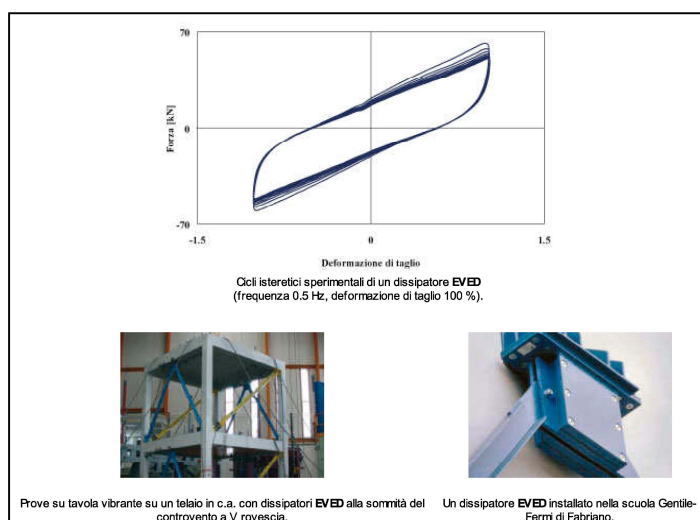 70
Forza [kN]
0
-70
-1.5
0
1.5
Deformazione di taglio
Cicli isteretici sperimentali di un dissipatore EVED
(frequenza 0.5 Hz, deformazione di taglio 100 %).
Prove su tavola vibrante su un telaio in c.a. con dissipatori EVED alla sommità del
controvento a V rovescia.
Un dissipatore EVED installato nella scuola Gentile-
Fermi di Fabriano.